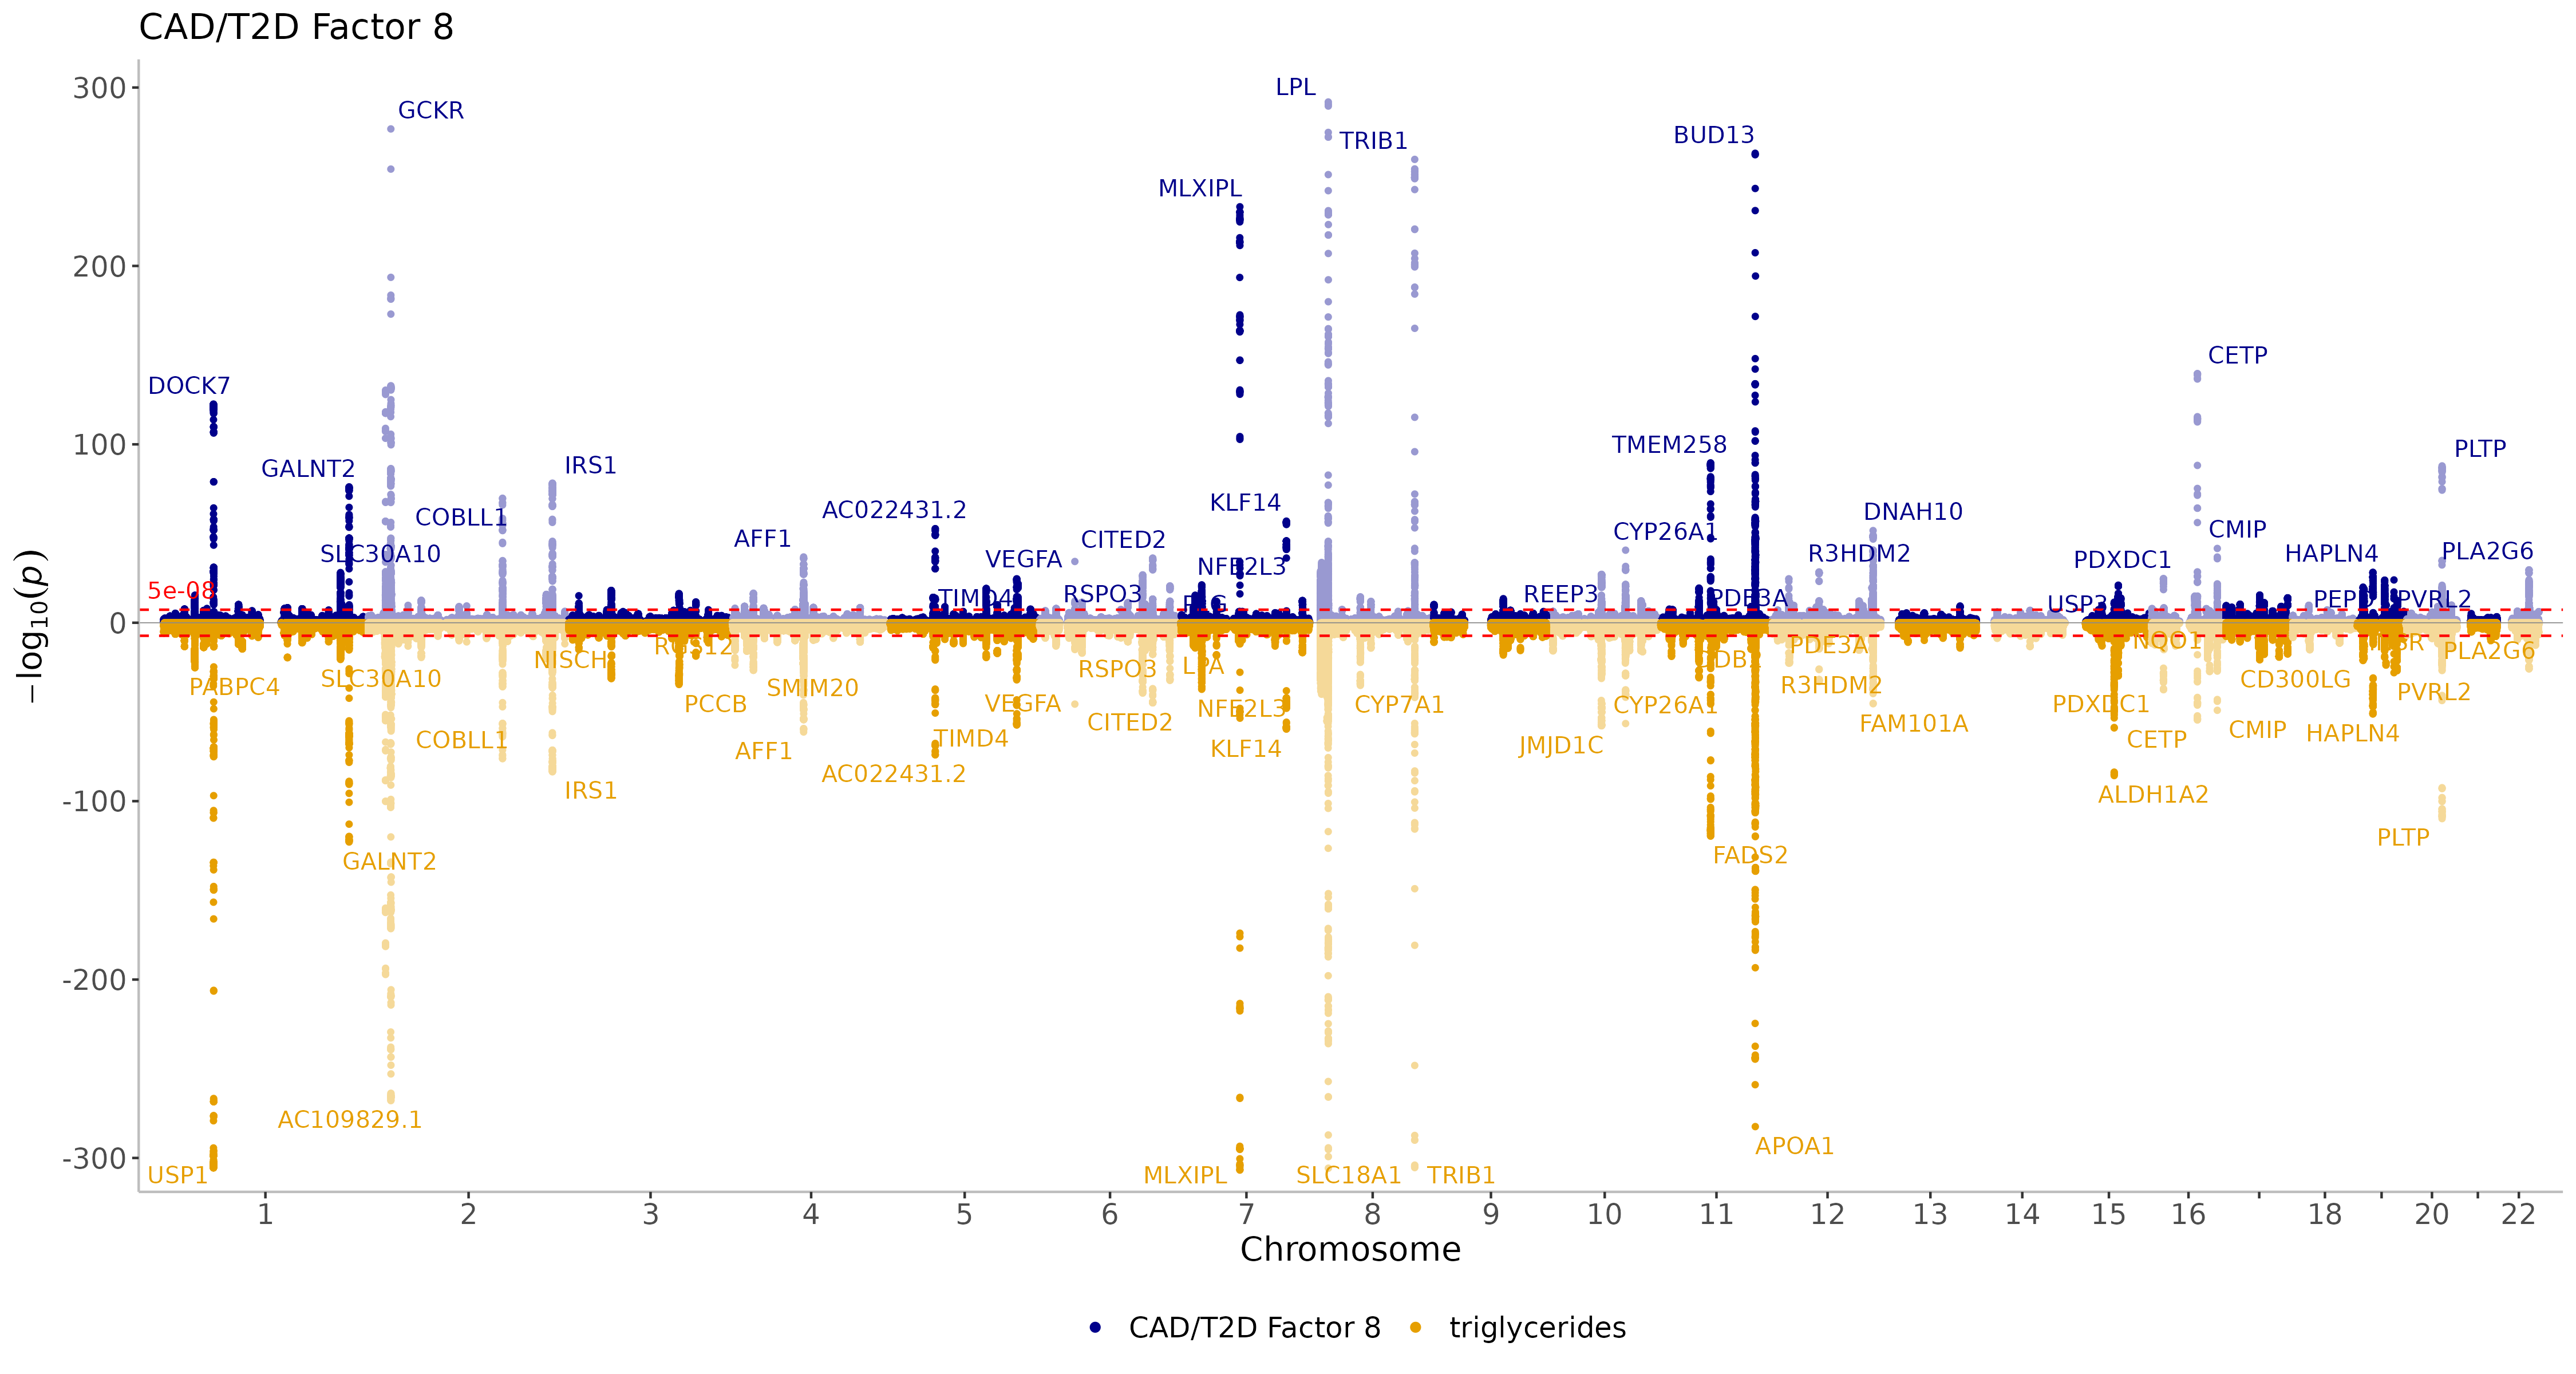 CAD/T2D Factor 8
300
LPL
GCKR
BUD13
TRIB1
MLXIPL
200
CETP
DOCK7
100
TMEM258
PLTP
GALNT2
IRS1
KLF14
COBLL1
AC022431.2
DNAH10
CYP26A1
CMIP
AFF1
CITED2
SLC30A10
R3HDM2
HAPLN4
PLA2G6
VEGFA
PDXDC1
NFE2L3
5e-08
TIMD4
RSPO3
REEP3
PDE3A
PVRL2
0
−log10(p)
NQO1
PDE3A
RGS12
PLA2G6
NISCH
LPA
RSPO3
SLC30A10
CD300LG
R3HDM2
PABPC4
SMIM20
PVRL2
PCCB
VEGFA
CYP7A1
CYP26A1
PDXDC1
NFE2L3
CITED2
FAM101A
CMIP
HAPLN4
COBLL1
TIMD4
CETP
AFF1
KLF14
JMJD1C
AC022431.2
IRS1
ALDH1A2
-100
PLTP
GALNT2
FADS2
-200
AC109829.1
APOA1
-300
USP1
MLXIPL
SLC18A1
TRIB1
1 2 3 4 5 6 7 8 9 10 11 12 13 14 15 16 18 20 22
Chromosome
CAD/T2D Factor 8 triglycerides